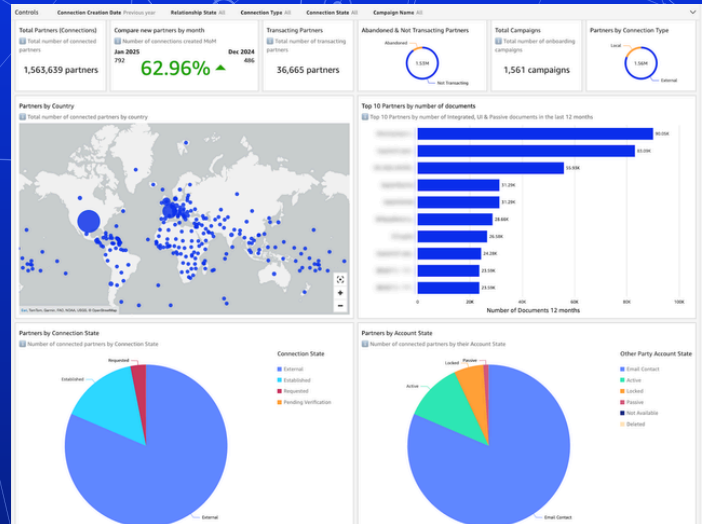 Controls
Connection Creation Date Previous year
Relationship State All
Connection Type All
Connection State All
Campaign Name All
Total Partners (Connections)
Total number of connected
partners
1,563,639 partners
Compare new partners by month
Number of connections created MoM
Jan 2025
792
Dec 2024
486
62.96%
Transacting Partners
Total number of transacting
partners
36,665 partners
Abandoned & Not Transacting Partners
Abandoned
1.53M
Not Transacting
Total Campaigns
Total number of onboarding
campaigns
1,561 campaigns
Partners by Connection Type
Local
1.56M
External
Partners by Country
Total number of connected partners by country
Top 10 Partners by number of documents
Top 10 Partners by number of Integrated, UI & Passive documents in the last 12 months
90.05K
83.05K
55.93K
31.29K
31.28K
28.66K
26.58K
24.28K
23.59K
23.59K
0
20K
40K
60K
80K
100K
Number of Documents 12-months
Partners by Connection State
Number of connected partners by Connection State
Requested
Established
External
Connection State
External
Established
Requested
Pending Verification
Partners by Account State
Number of connected partners by their Account State
Locked
Passive
Active
Email Contact
Other Party Account State
Email Contact
Active
Locked
Passive
Not Available
Deleted